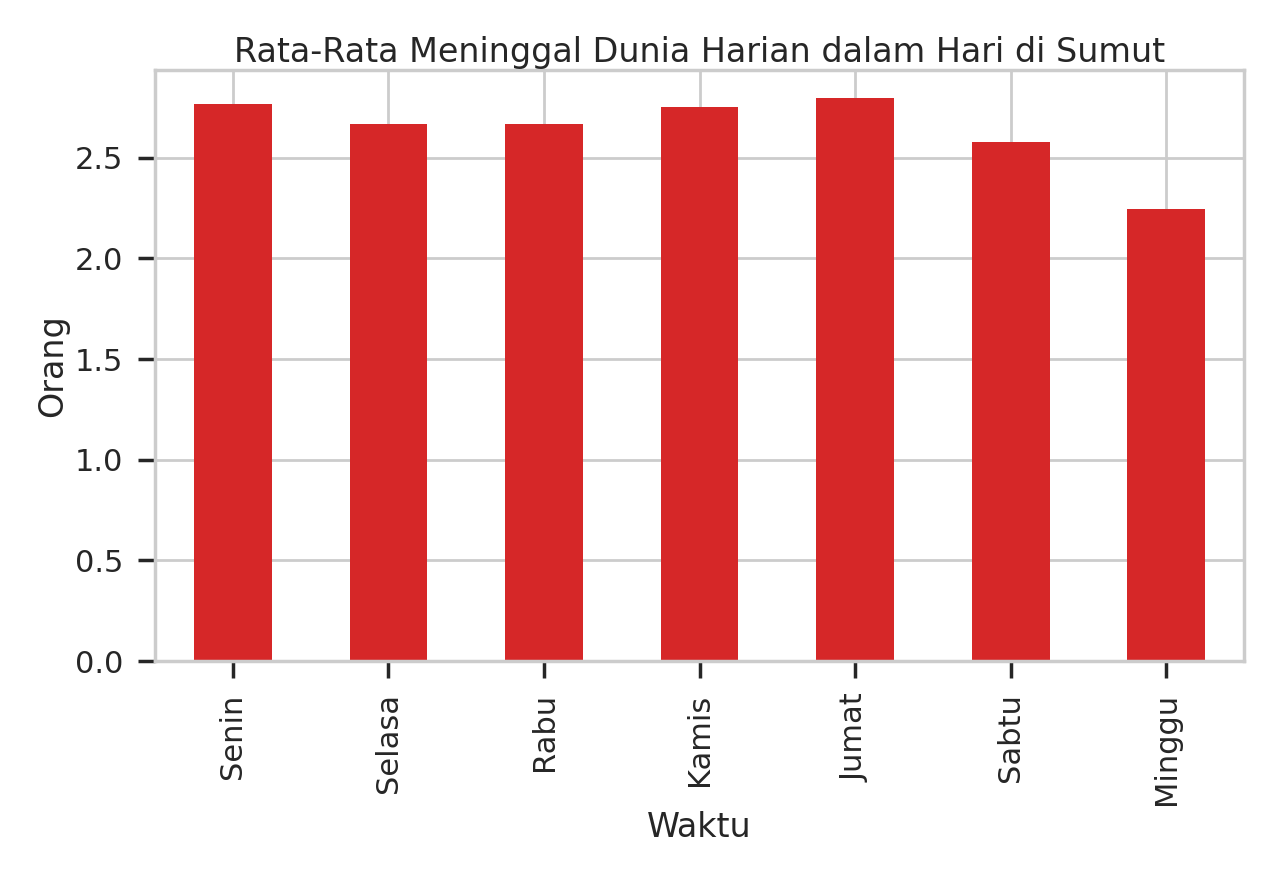 Rata-Rata Meninggal Dunia Harian dalam Hari di Sumut
Orang
2.5
2.0
1.5
1.0
0.5
0.0
Senin
Selasa
Rabu
Kamis
Jumat
Sabtu
Minggu
Waktu